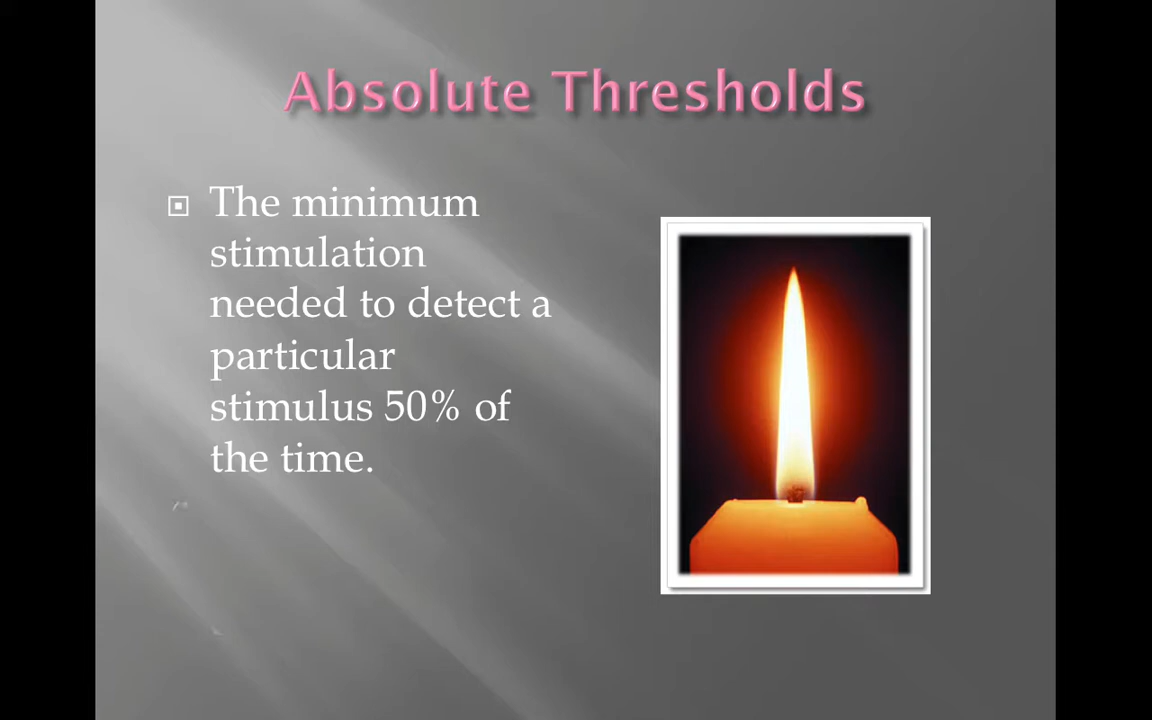 Absolute Thresholds
The minimum
stimulation
needed to detect a
particular
stimulus 50% of
the time.